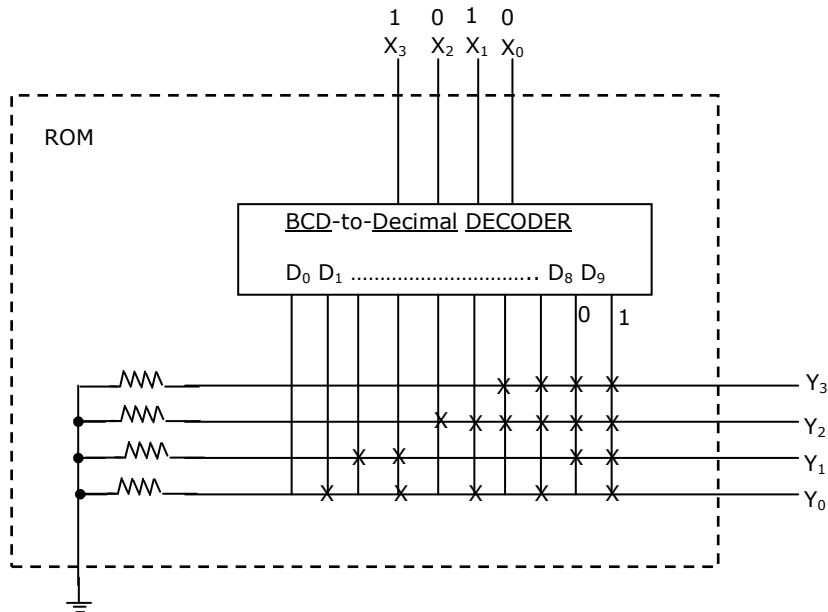 1 0 1 0
X₃ X₂ X₁ X₀
ROM
BCD-to-Decimal DECODER
D₀ D₁ ................................... D₈ D₉
0 1
Y₃
Y₂
Y₁
Y₀